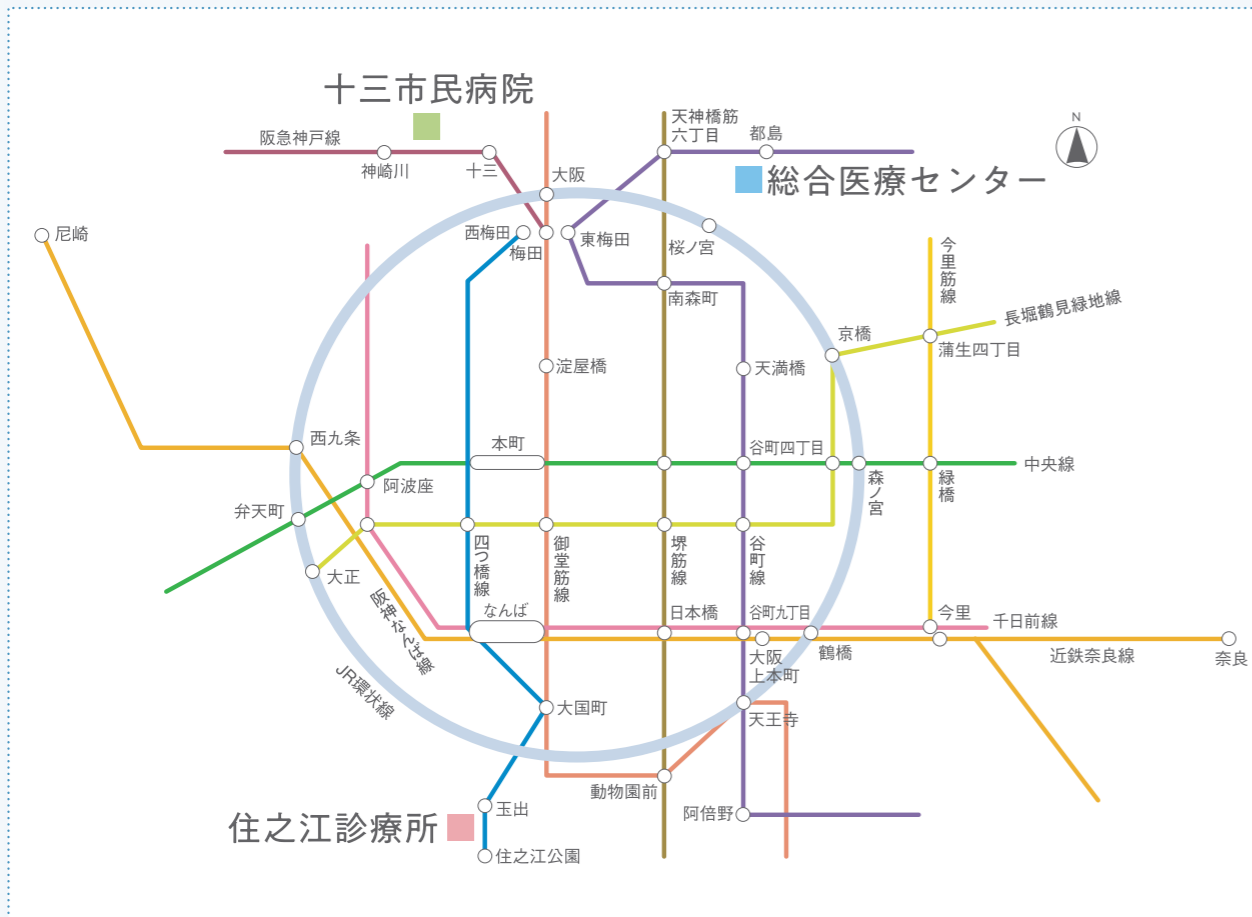 十三市民病院
阪急神戸線
神崎川
十三
大阪
天神橋筋
六丁目
都島
N
総合医療センター
尼崎
西梅田
梅田
東梅田
桜ノ宮
今里筋線
南森町
長堀鶴見緑地線
京橋
蒲生四丁目
淀屋橋
天満橋
西九条
本町
谷町四丁目
中央線
阿波座
森ノ宮
緑橋
弁天町
大正
四つ橋線
御堂筋線
堺筋線
谷町線
阪神なんば線
なんば
日本橋
谷町九丁目
今里
千日前線
JR環状線
大阪
上本町
鶴橋
近鉄奈良線
奈良
大国町
天王寺
動物園前
玉出
阿倍野
住之江診療所
住之江公園